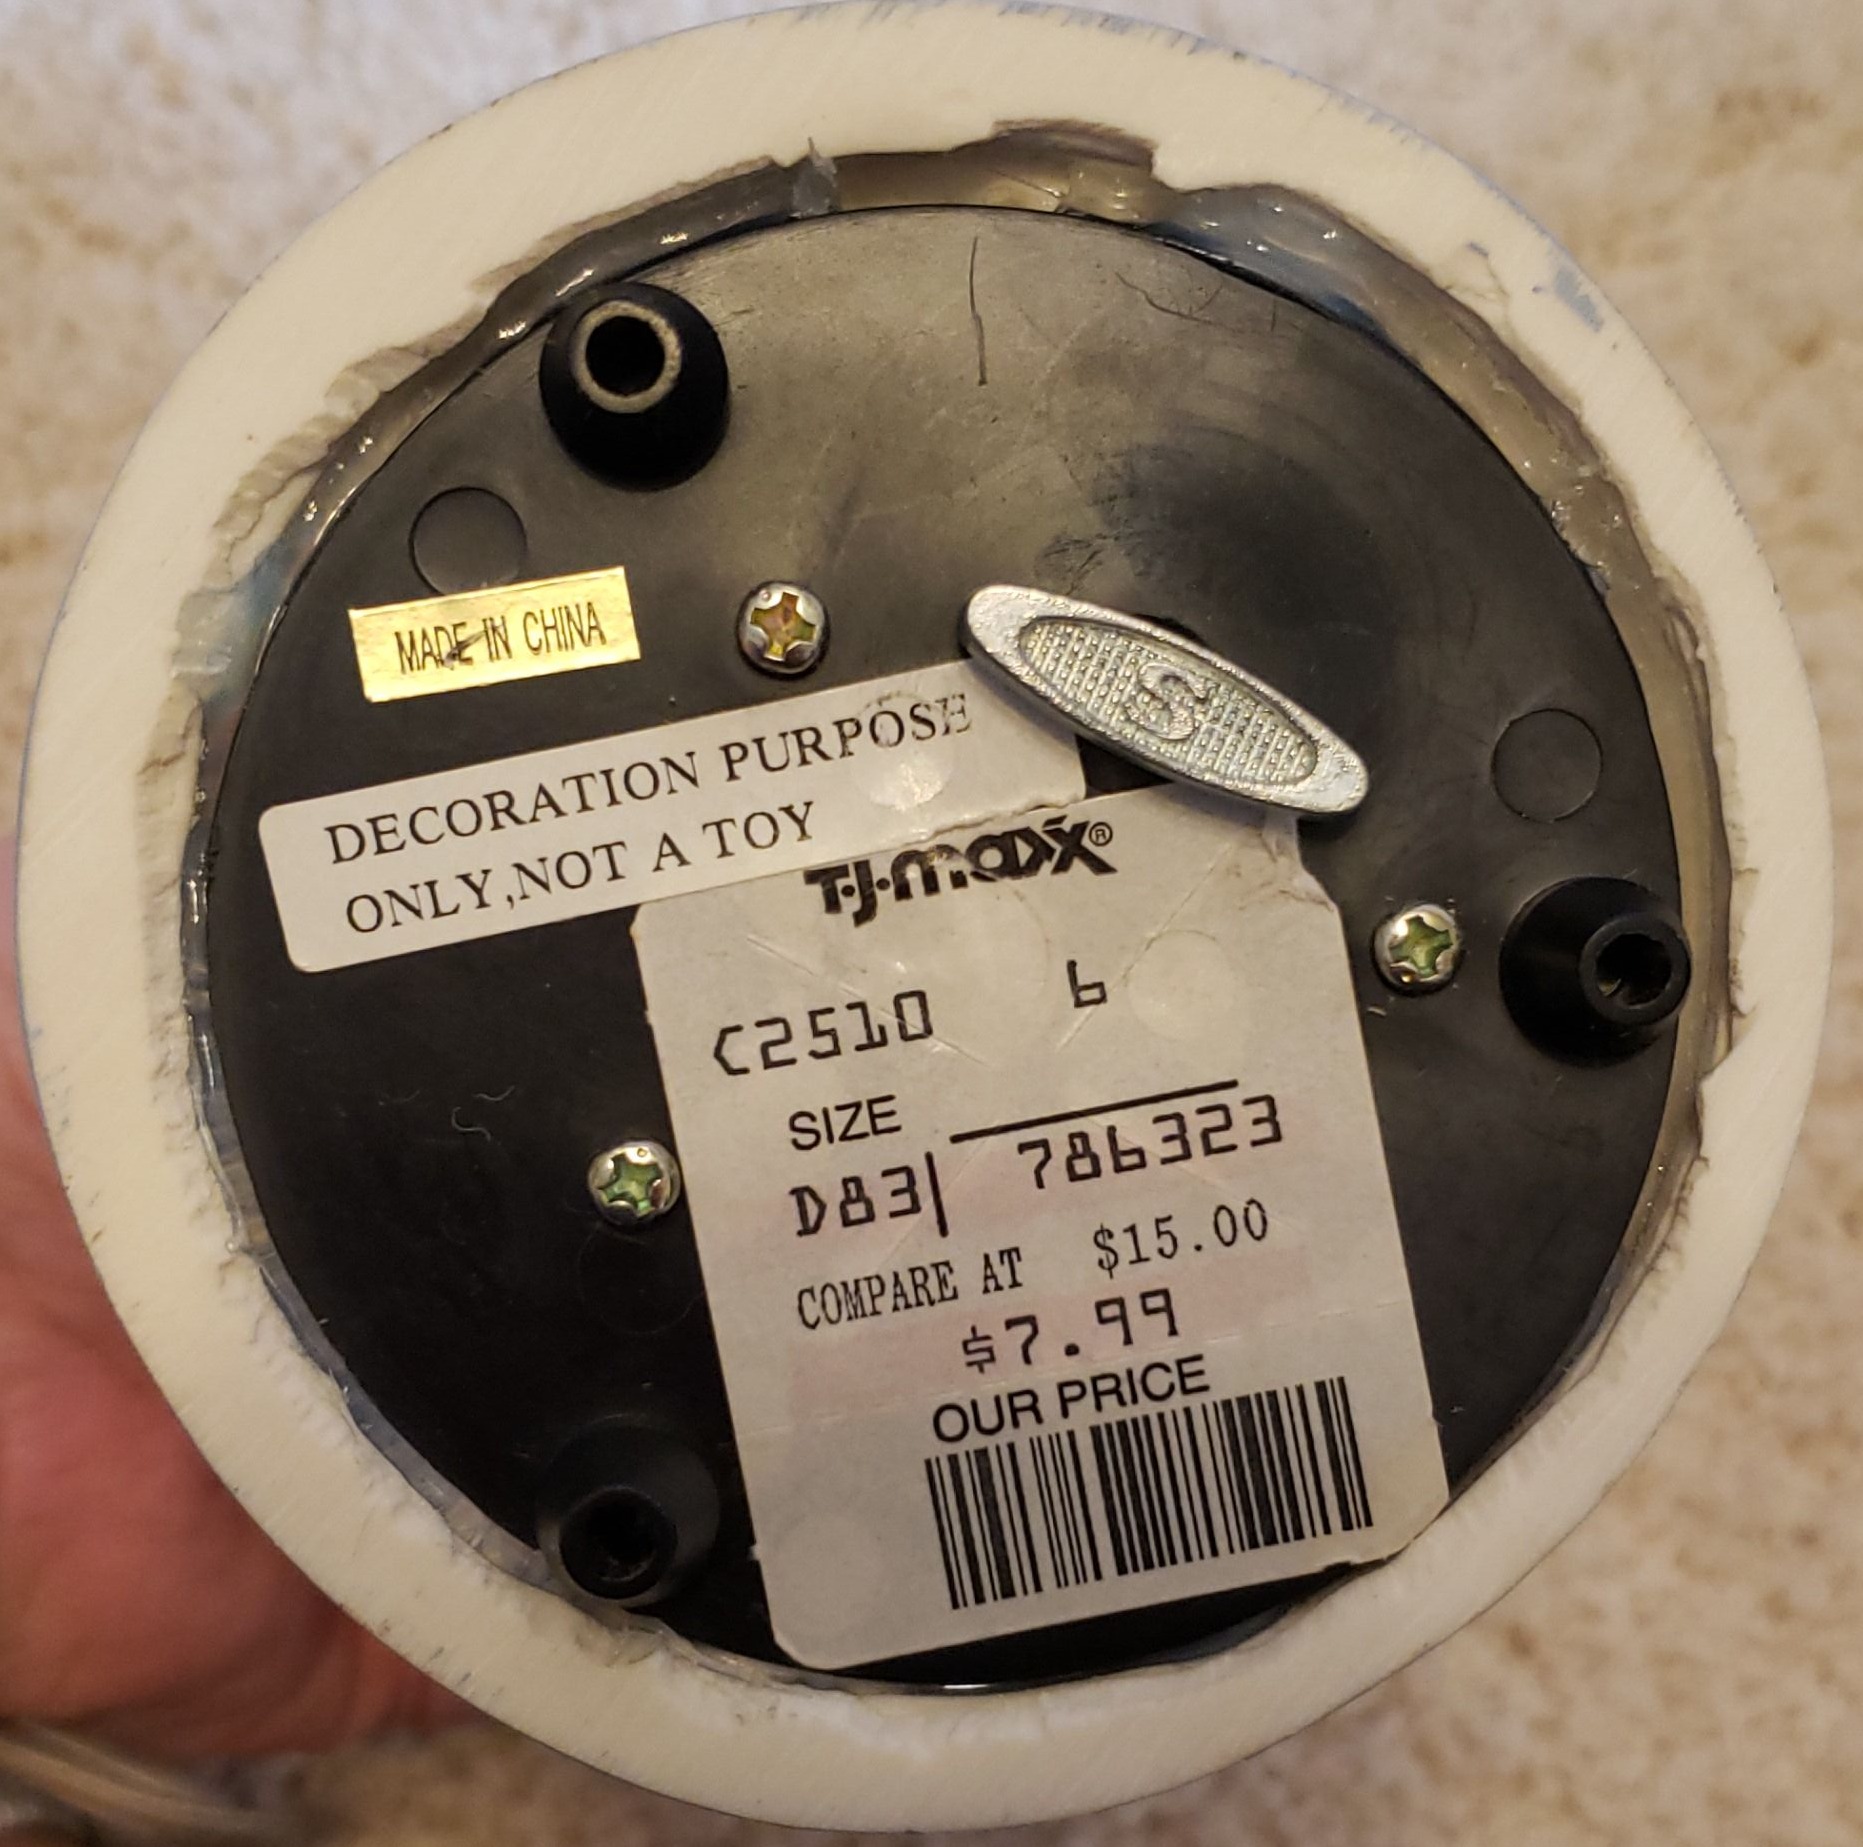 MADE IN CHINA
DECORATION PURPOSE
ONLY,NOT A TOY
S
T·J·maxx®
C2510 6
SIZE
D83| 786323
COMPARE AT $15.00
$7.99
OUR PRICE